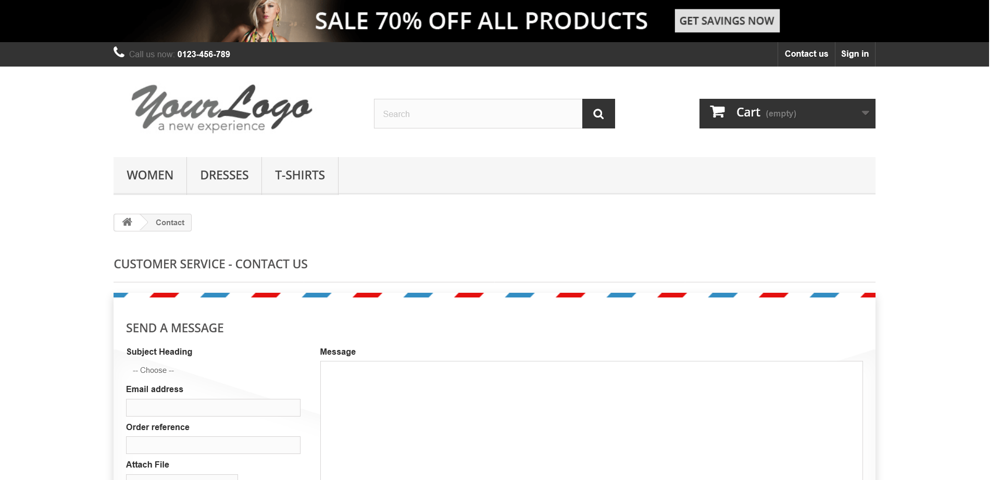 SALE 70% OFF ALL PRODUCTS GET SAVINGS NOW
Call us now: 0123-456-789 Contact us Sign in
YourLogo
a new experience
Search
Cart (empty)
WOMEN DRESSES T-SHIRTS
Contact
CUSTOMER SERVICE - CONTACT US
SEND A MESSAGE
Subject Heading
-- Choose --
Email address
Order reference
Attach File
Message